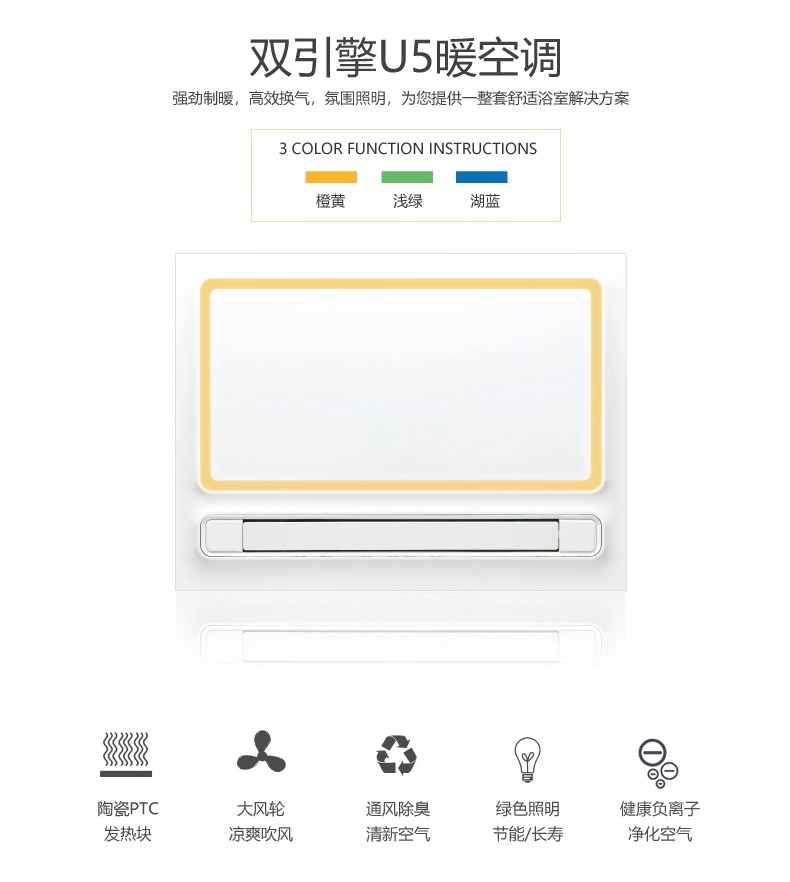 双引擎U5暖空调
强劲制暖，高效换气，氛围照明，为您提供一整套舒适浴室解决方案
3 COLOR FUNCTION INSTRUCTIONS
橙黄 浅绿 湖蓝
陶瓷PTC 大风轮 通风除臭 绿色照明 健康负离子
发热块 凉爽吹风 清新空气 节能/长寿 净化空气